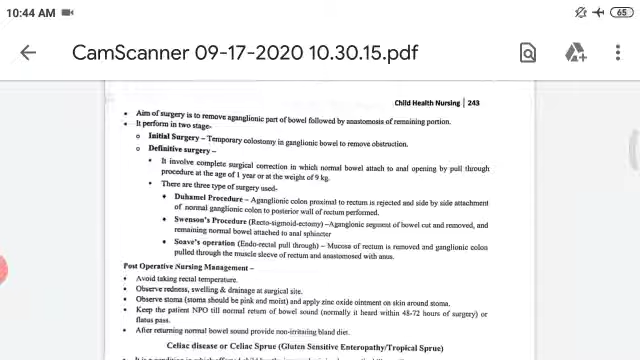 10:44 AM
65
CamScanner 09-17-2020 10.30.15.pdf
Child Health Nursing | 243
• Aim of surgery is to remove aganglionic part of bowel followed by anastomosis of remaining portion.
• It perform in two stage-
o Initial Surgery – Temporary colostomy in ganglionic bowel to remove obstruction.
o Definitive surgery –
• It involve complete surgical correction in which normal bowel attach to anal opening by pull through
procedure at the age of 1 year or at the weight of 9 kg.
• There are three type of surgery used-
♦ Duhamel Procedure – Aganglionic colon proximal to rectum is rejected and side by side attachment
of normal ganglionic colon to posterior wall of rectum performed.
♦ Swenson's Procedure (Recto-sigmoid-ectomy) –Aganglionic segment of bowel cut and removed, and
remaining normal bowel attached to anal sphincter
♦ Soave's operation (Endo-rectal pull through) – Mucosa of rectum is removed and ganglionic colon
pulled through the muscle sleeve of rectum and anastomosed with anus.
Post Operative Nursing Management –
• Avoid taking rectal temperature.
• Observe redness, swelling & drainage at surgical site.
• Observe stoma (stoma should be pink and moist) and apply zinc oxide ointment on skin around stoma.
• Keep the patient NPO till normal return of bowel sound (normally it heard within 48-72 hours of surgery) or
flatus pass.
• After returning normal bowel sound provide non-irritating bland diet.
Celiac disease or Celiac Sprue (Gluten Sensitive Enteropathy/Tropical Sprue)
• It is a condition in which